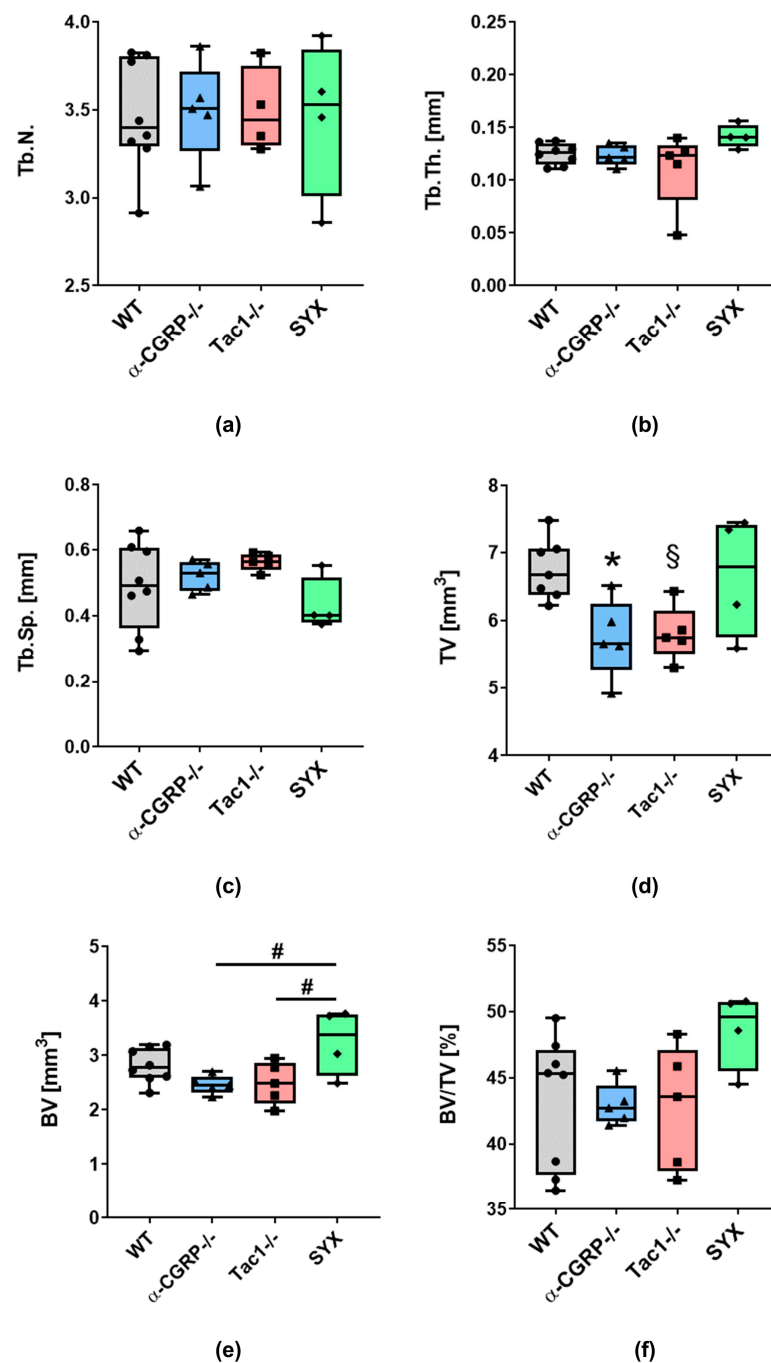 4.0
3.5
3.0
2.5
Tb.N.
WT
α-CGRP-/-
Tac1-/-
SYX
(a)
0.25
0.20
0.15
0.10
0.05
0.00
Tb.Th. [mm]
WT
α-CGRP-/-
Tac1-/-
SYX
(b)
0.8
0.6
0.4
0.2
0.0
Tb.Sp. [mm]
WT
α-CGRP-/-
Tac1-/-
SYX
(c)
8
7
6
5
4
TV [mm³]
*
§
WT
α-CGRP-/-
Tac1-/-
SYX
(d)
5
4
3
2
1
0
BV [mm³]
#
#
WT
α-CGRP-/-
Tac1-/-
SYX
(e)
55
50
45
40
35
BV/TV [%]
WT
α-CGRP-/-
Tac1-/-
SYX
(f)